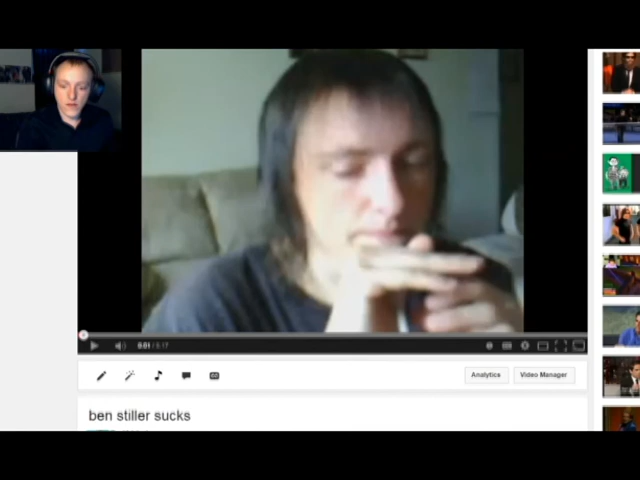 0:01 / 5:17
Analytics
Video Manager
ben stiller sucks